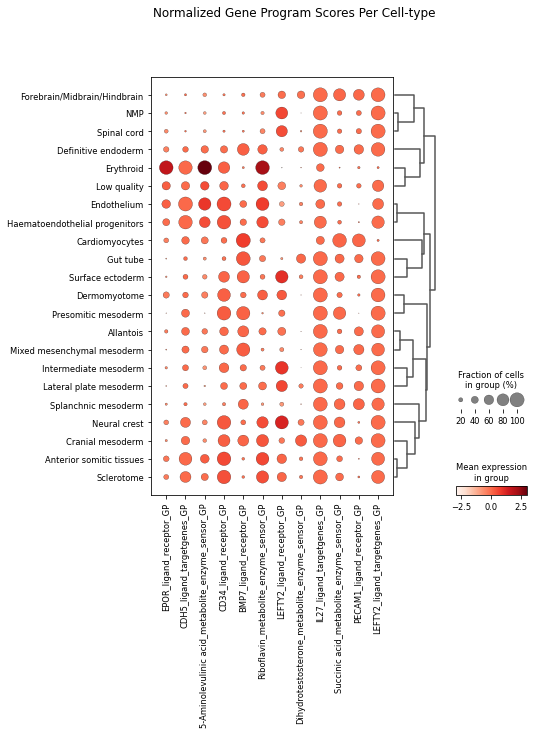 Normalized Gene Program Scores Per Cell-type
Forebrain/Midbrain/Hindbrain
NMP
Spinal cord
Definitive endoderm
Erythroid
Low quality
Endothelium
Haematoendothelial progenitors
Cardiomyocytes
Gut tube
Surface ectoderm
Dermomyotome
Presomitic mesoderm
Allantois
Mixed mesenchymal mesoderm
Intermediate mesoderm
Lateral plate mesoderm
Splanchnic mesoderm
Neural crest
Cranial mesoderm
Anterior somitic tissues
Sclerotome
EPOR_ligand_receptor_GP
CDH5_ligand_targetgenes_GP
5-Aminolevulinic acid_metabolite_enzyme_sensor_GP
CD34_ligand_receptor_GP
BMP7_ligand_receptor_GP
Riboflavin_metabolite_enzyme_sensor_GP
LEFTY2_ligand_receptor_GP
Dihydrotestosterone_metabolite_enzyme_sensor_GP
IL27_ligand_targetgenes_GP
Succinic acid_metabolite_enzyme_sensor_GP
PECAM1_ligand_receptor_GP
LEFTY2_ligand_targetgenes_GP
Fraction of cells
in group (%)
20 40 60 80 100
Mean expression
in group
−2.5 0.0 2.5